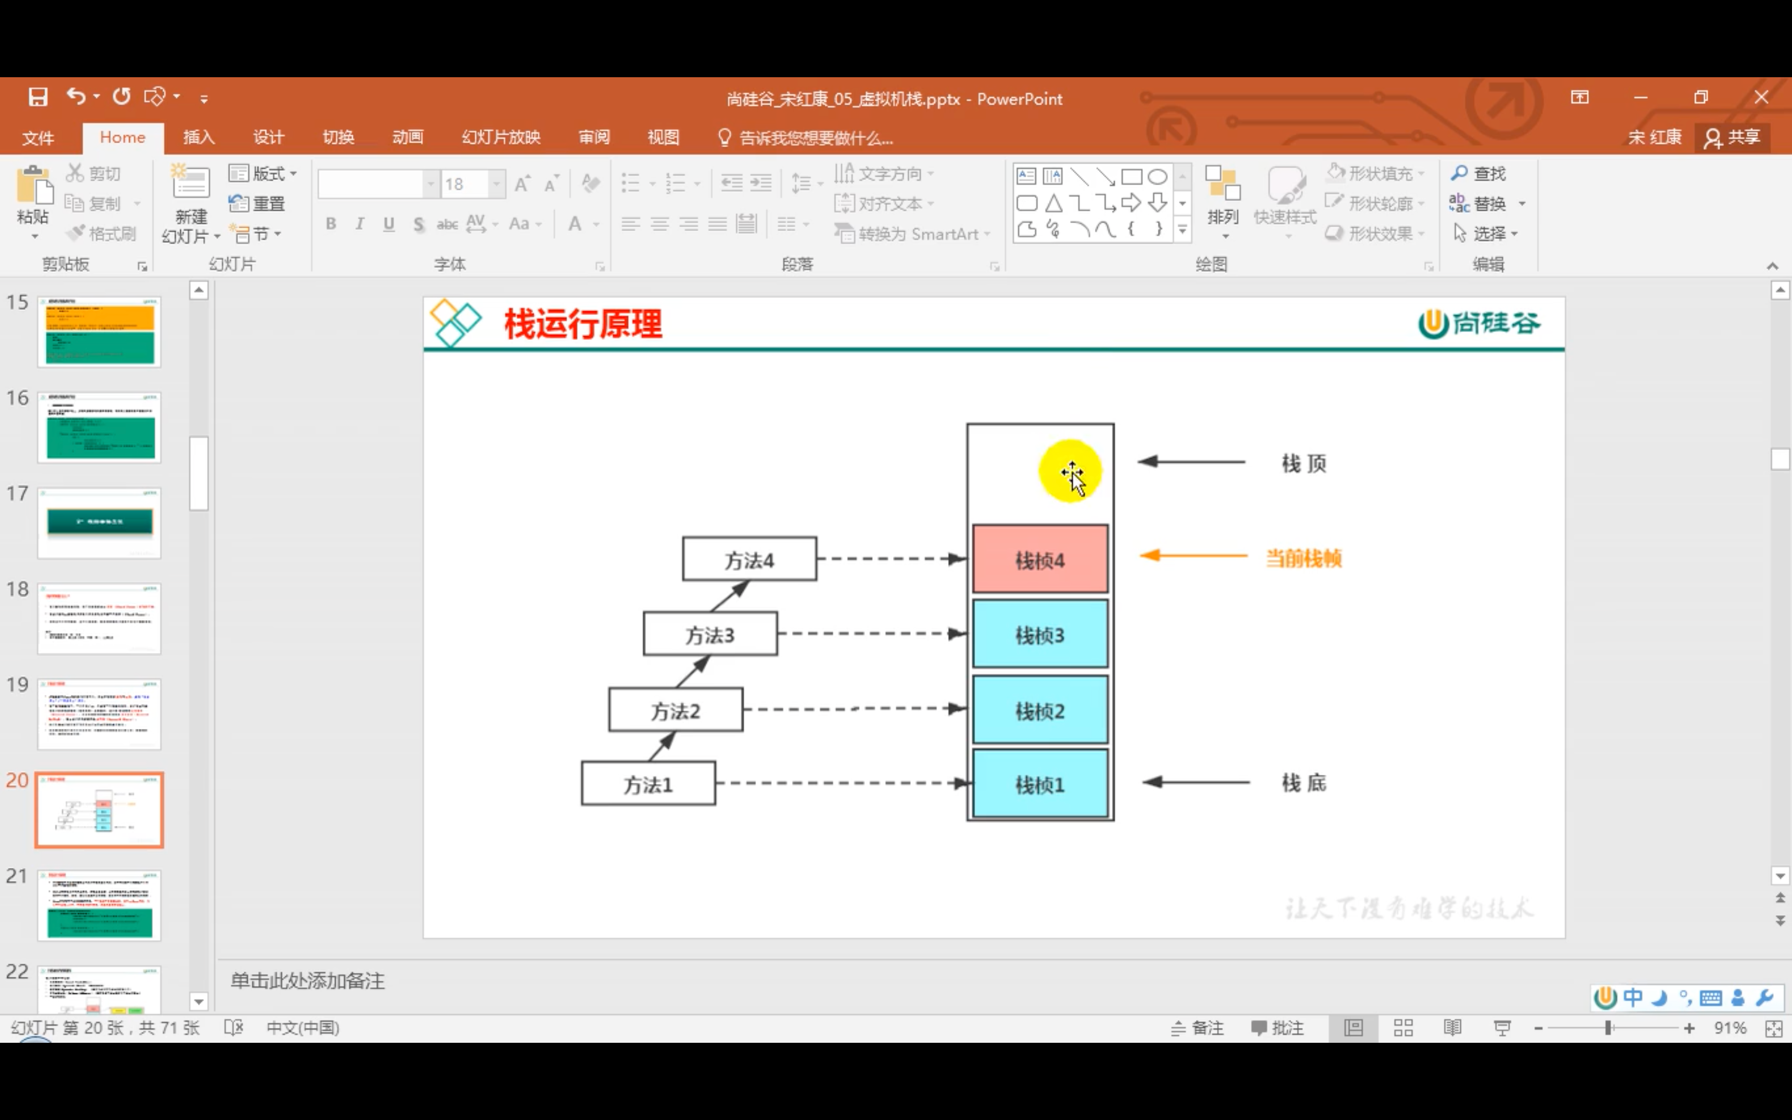 尚硅谷_宋红康_05_虚拟机栈.pptx - PowerPoint
文件 Home 插入 设计 切换 动画 幻灯片放映 审阅 视图 告诉我您想要做什么... 宋 红康 共享
粘贴 剪切 复制 格式刷
剪贴板
新建 幻灯片 版式 重置 节
幻灯片
18
B I U S abc AV Aa A
字体
文字方向 对齐文本 转换为 SmartArt
段落
排列 快速样式 形状填充 形状轮廓 形状效果
绘图
查找 替换 选择
编辑
15
16
17
18
19
20
21
22
栈运行原理
尚硅谷
栈 顶
方法4 栈桢4 当前栈帧
方法3 栈桢3
方法2 栈桢2
方法1 栈桢1 栈 底
让天下没有难学的技术
单击此处添加备注
中
幻灯片 第 20 张，共 71 张 中文(中国) 备注 批注 91%